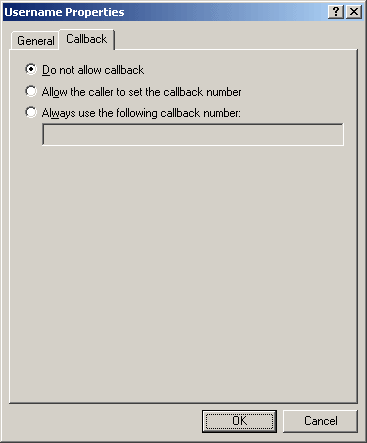 Username Properties
General Callback
Do not allow callback
Allow the caller to set the callback number
Always use the following callback number:
OK Cancel